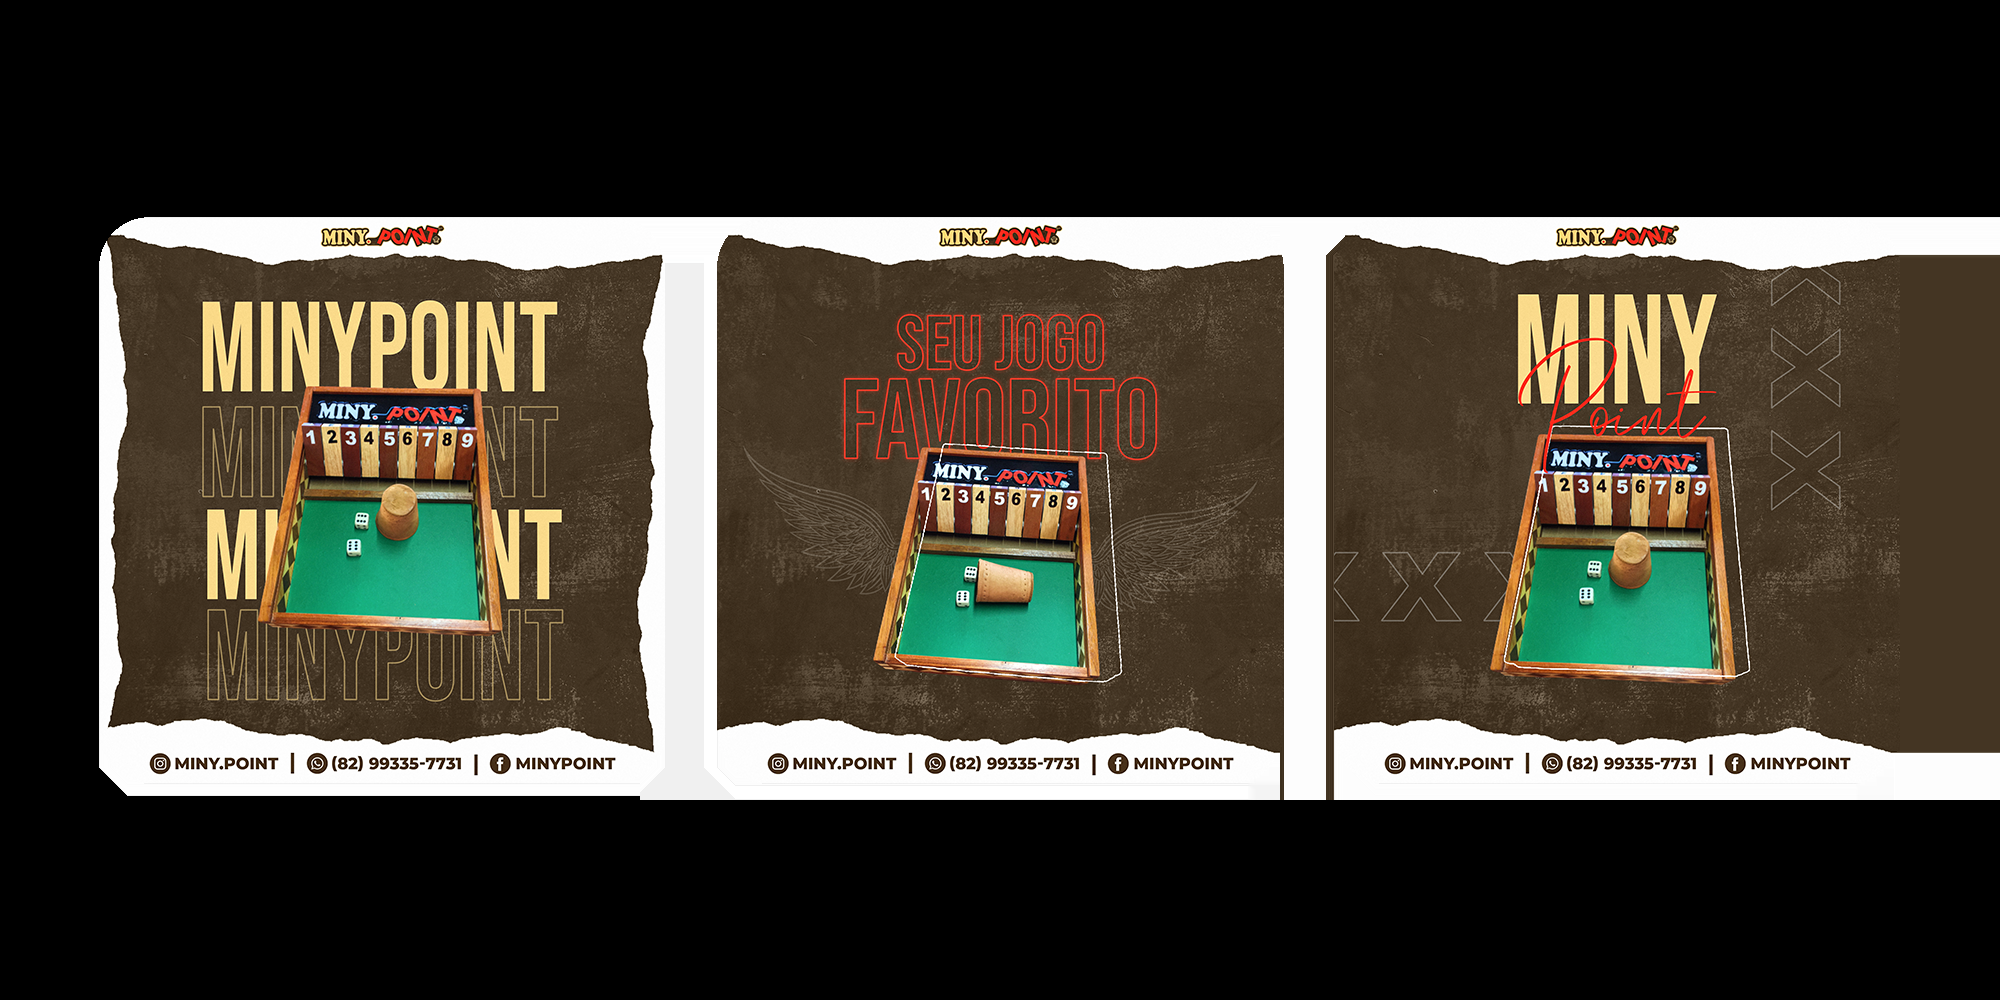 MINY. POINT
MINYPOINT
MINYPOINT
MINYPOINT
MINYPOINT
MINY. POINT
1 2 3 4 5 6 7 8 9
MINY.POINT | (82) 99335-7731 | MINYPOINT
MINY. POINT
SEU JOGO
FAVORITO
MINY. POINT
1 2 3 4 5 6 7 8 9
MINY.POINT | (82) 99335-7731 | MINYPOINT
MINY. POINT
MINY
Point
X X X
X X X
MINY. POINT
1 2 3 4 5 6 7 8 9
MINY.POINT | (82) 99335-7731 | MINYPOINT